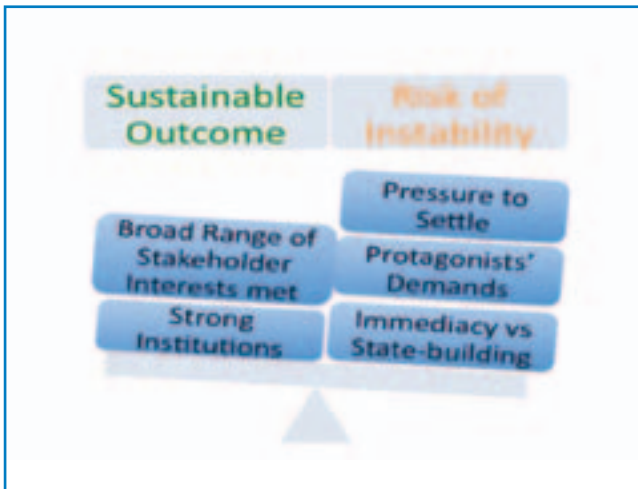 Sustainable
Outcome
Risk of
Instability
Pressure to
Settle
Broad Range of
Stakeholder
Interests met
Protagonists'
Demands
Strong
Institutions
Immediacy vs
State-building